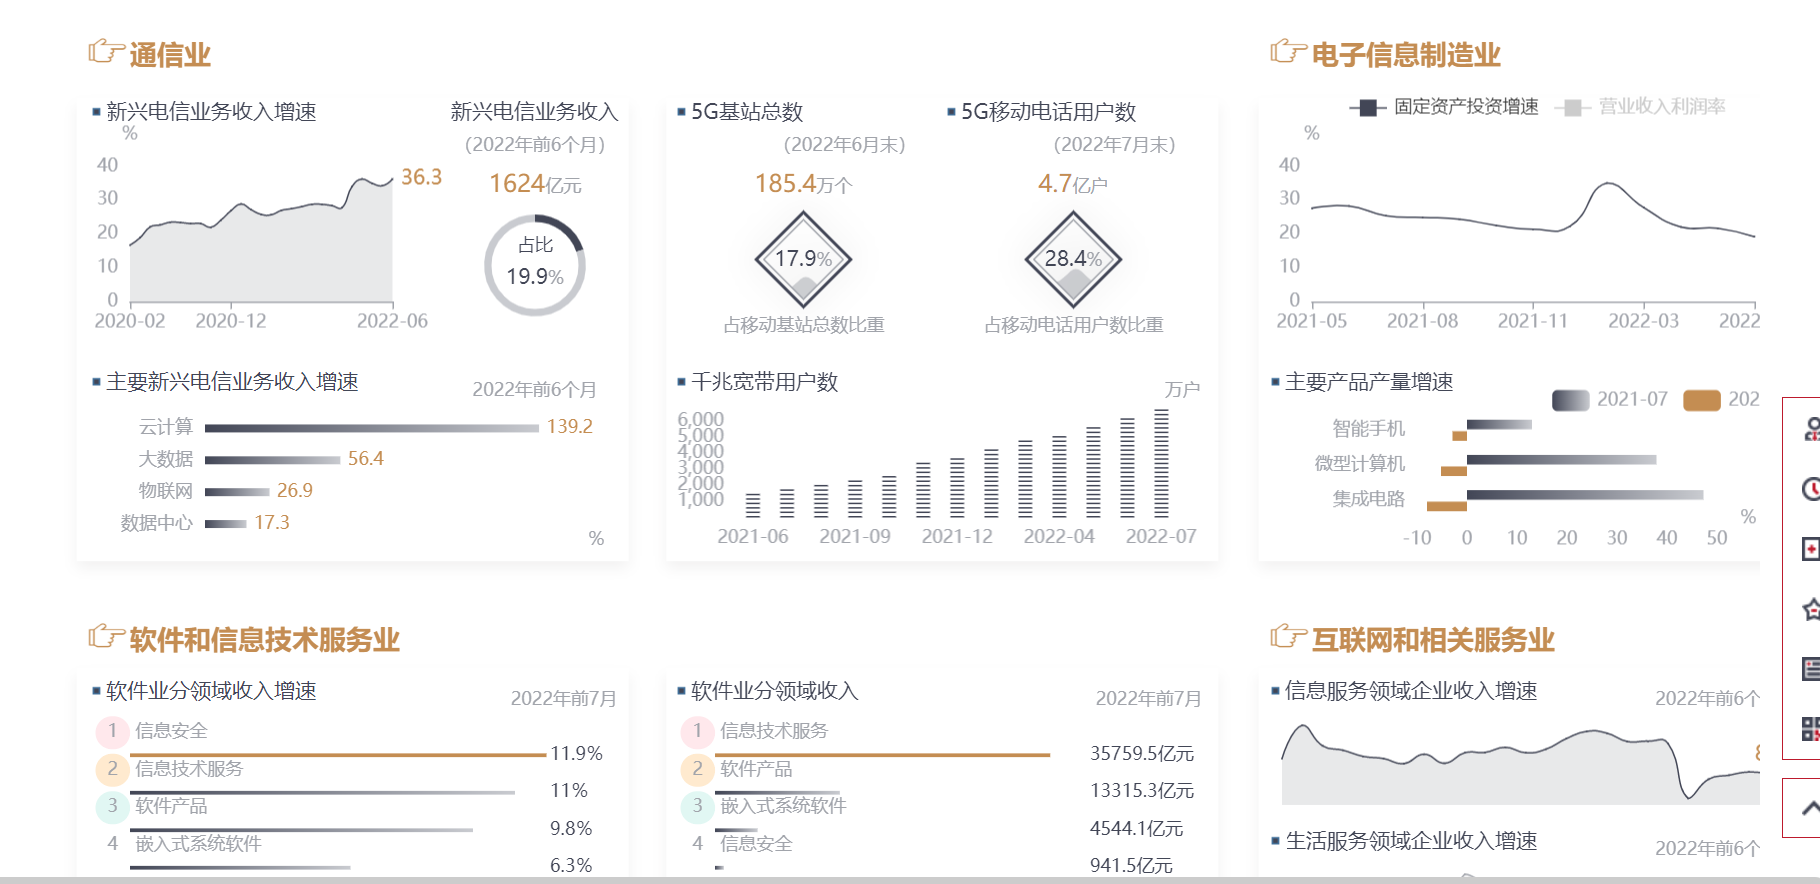 通信业
新兴电信业务收入增速
%
40
30
20
10
0
36.3
2020-02 2020-12 2022-06
新兴电信业务收入
(2022年前6个月)
1624亿元
占比
19.9%
主要新兴电信业务收入增速
2022年前6个月
云计算 139.2
大数据 56.4
物联网 26.9
数据中心 17.3
%
5G基站总数
(2022年6月末)
185.4万个
17.9%
占移动基站总数比重
5G移动电话用户数
(2022年7月末)
4.7亿户
28.4%
占移动电话用户数比重
千兆宽带用户数
万户
6,000
5,000
4,000
3,000
2,000
1,000
2021-06 2021-09 2021-12 2022-04 2022-07
电子信息制造业
固定资产投资增速 营业收入利润率
%
40
30
20
10
0
2021-05 2021-08 2021-11 2022-03 2022
主要产品产量增速
2021-07 202
智能手机
微型计算机
集成电路
%
-10 0 10 20 30 40 50
软件和信息技术服务业
软件业分领域收入增速
2022年前7月
1 信息安全
11.9%
2 信息技术服务
11%
3 软件产品
9.8%
4 嵌入式系统软件
6.3%
软件业分领域收入
2022年前7月
1 信息技术服务
35759.5亿元
2 软件产品
13315.3亿元
3 嵌入式系统软件
4544.1亿元
4 信息安全
941.5亿元
互联网和相关服务业
信息服务领域企业收入增速
2022年前6个
生活服务领域企业收入增速
2022年前6个